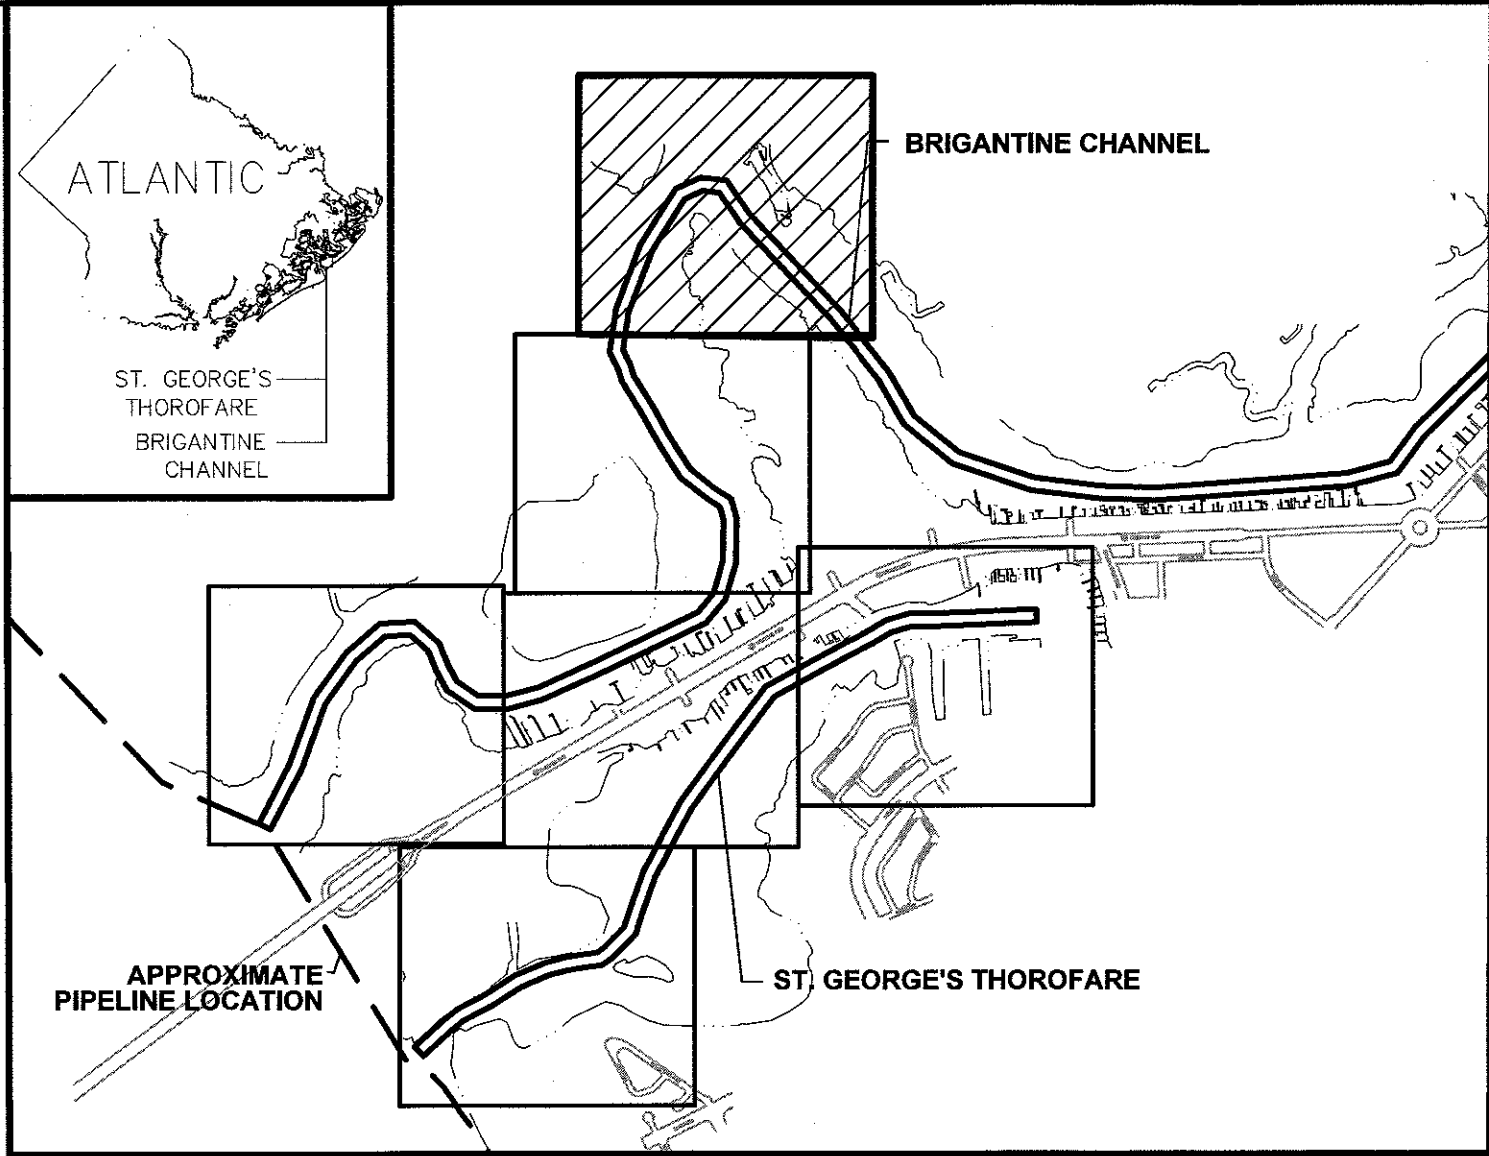 ATLANTIC
ST. GEORGE'S
THOROFARE
BRIGANTINE
CHANNEL
BRIGANTINE CHANNEL
APPROXIMATE
PIPELINE LOCATION
ST. GEORGE'S THOROFARE